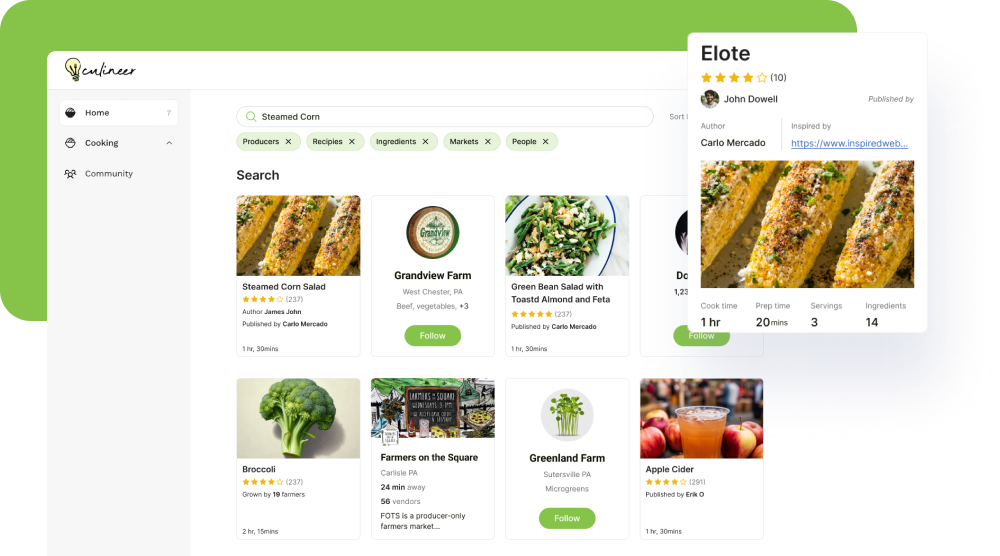 culineer
Home
7
Cooking
Community
Steamed Corn
Sort
Producers
Recipies
Ingredients
Markets
People
Search
Steamed Corn Salad
(237)
Author James John
Published by Carlo Mercado
1 hr, 30mins
Grandview
Grandview Farm
West Chester, PA
Beef, vegetables, +3
Follow
Green Bean Salad with
Toastd Almond and Feta
(237)
Published by Carlo Mercado
1 hr, 30mins
Do
1,23
Follow
Elote
(10)
John Dowell
Published by
Author
Inspired by
Carlo Mercado
https://www.inspiredweb...
Cook time
Prep time
Servings
Ingredients
1 hr
20 mins
3
14
Broccoli
(237)
Grown by 19 farmers
2 hr, 15mins
FARMERS ON THE SQUARE
WEDNESDAYS
Farmers on the Square
Carlisle PA
24 min away
56 vendors
FOTS is a producer-only
farmers market...
Greenland Farm
Sutersville PA
Microgreens
Follow
Apple Cider
(291)
Published by Erik O
1 hr, 30mins